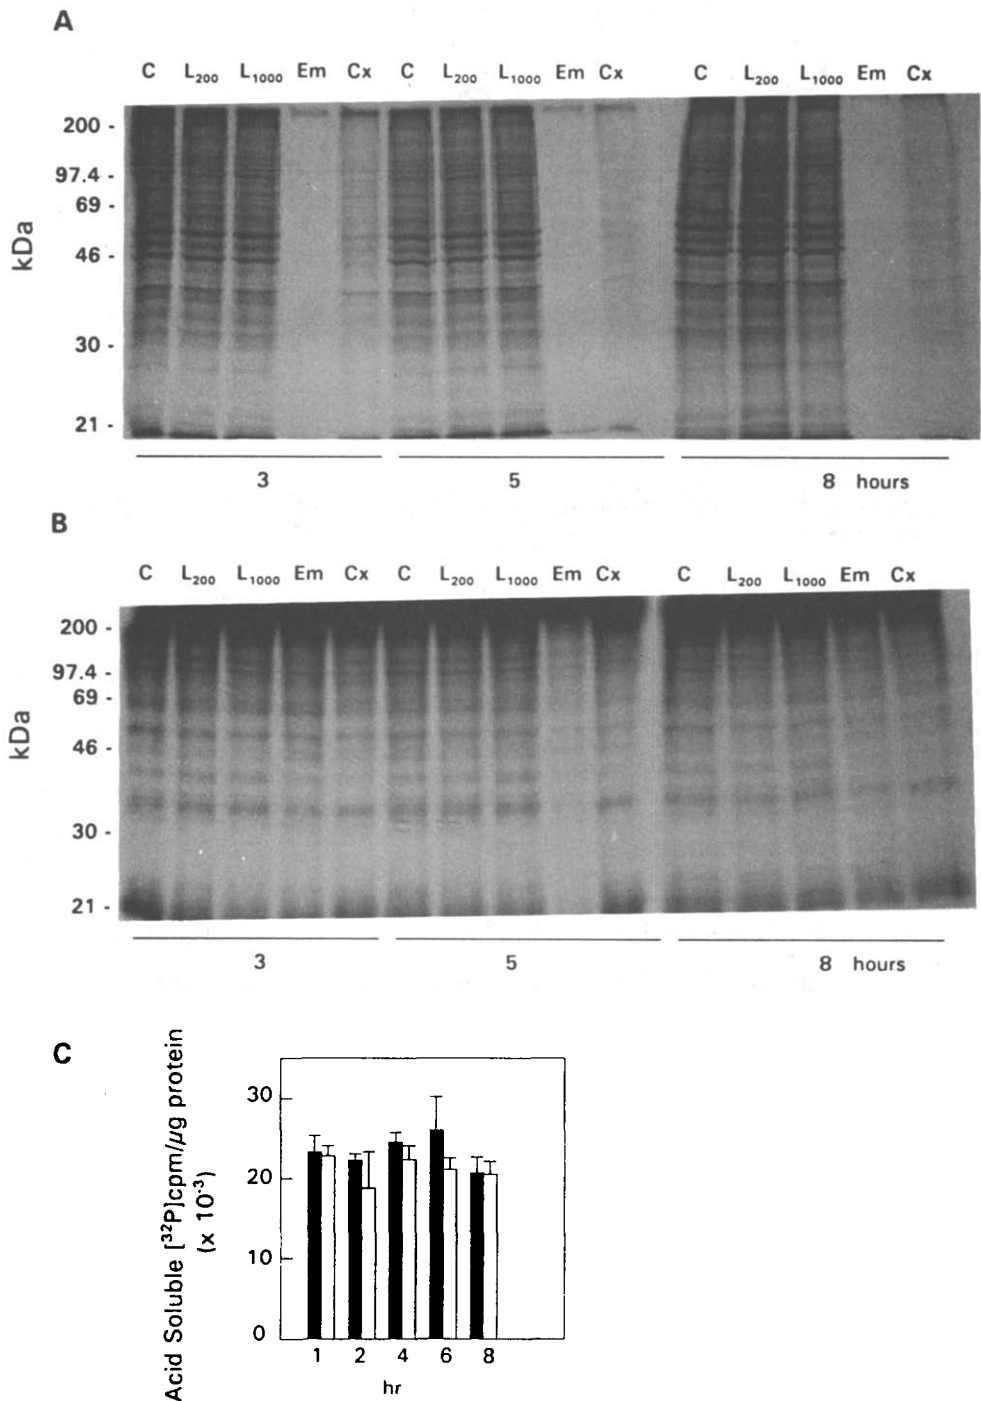 A
C L₂₀₀ L₁₀₀₀ Em Cx C L₂₀₀ L₁₀₀₀ Em Cx C L₂₀₀ L₁₀₀₀ Em Cx
200 -
97.4 -
69 -
46 -
30 -
21 -
kDa
3 5 8 hours
B
C L₂₀₀ L₁₀₀₀ Em Cx C L₂₀₀ L₁₀₀₀ Em Cx C L₂₀₀ L₁₀₀₀ Em Cx
200 -
97.4 -
69 -
46 -
30 -
21 -
kDa
3 5 8 hours
C
Acid Soluble [³²P]cpm/µg protein
(x 10⁻³)
30
20
10
0
1 2 4 6 8
hr